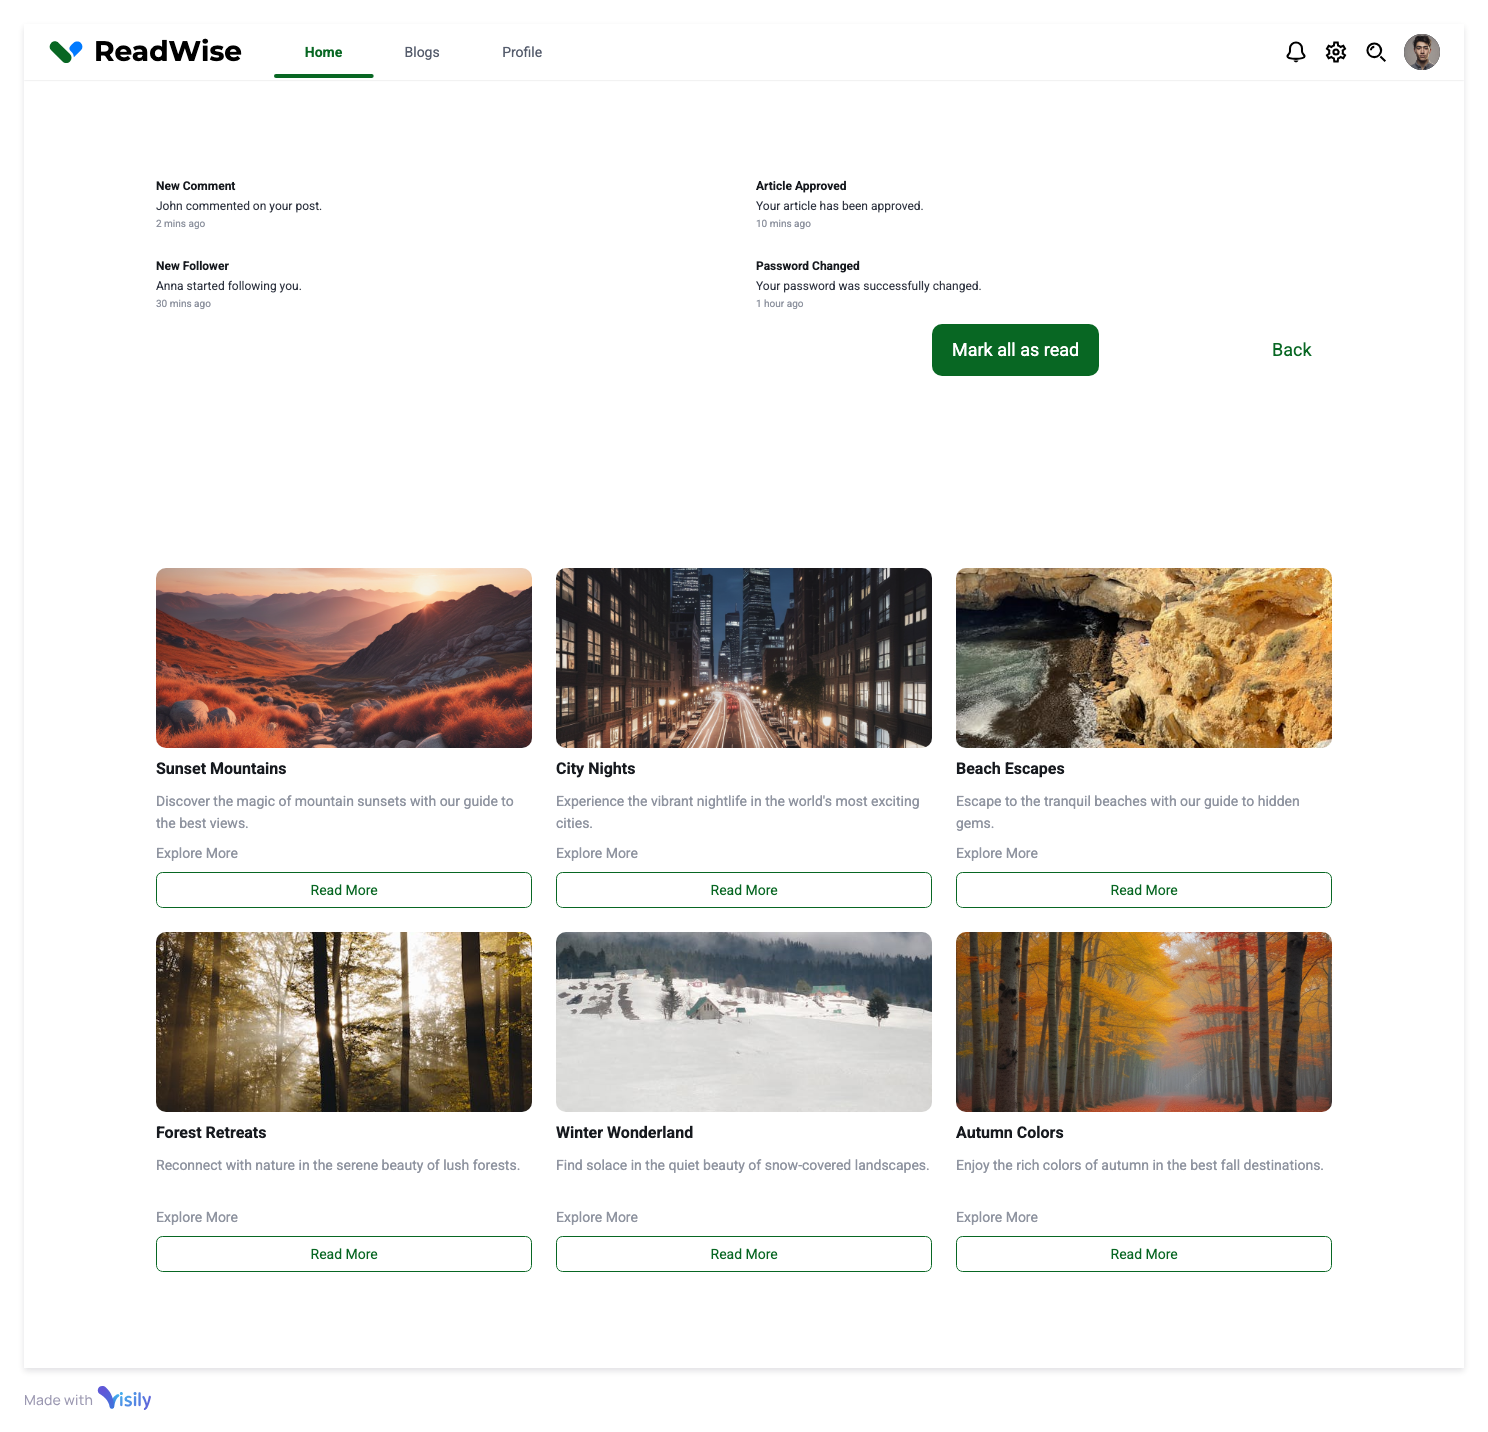 ReadWise
Home
Blogs
Profile
New Comment
John commented on your post.
2 mins ago
Article Approved
Your article has been approved.
10 mins ago
New Follower
Anna started following you.
30 mins ago
Password Changed
Your password was successfully changed.
1 hour ago
Mark all as read
Back
Sunset Mountains
Discover the magic of mountain sunsets with our guide to
the best views.
Explore More
Read More
City Nights
Experience the vibrant nightlife in the world's most exciting
cities.
Explore More
Read More
Beach Escapes
Escape to the tranquil beaches with our guide to hidden
gems.
Explore More
Read More
Forest Retreats
Reconnect with nature in the serene beauty of lush forests.
Explore More
Read More
Winter Wonderland
Find solace in the quiet beauty of snow-covered landscapes.
Explore More
Read More
Autumn Colors
Enjoy the rich colors of autumn in the best fall destinations.
Explore More
Read More
Made with Visily